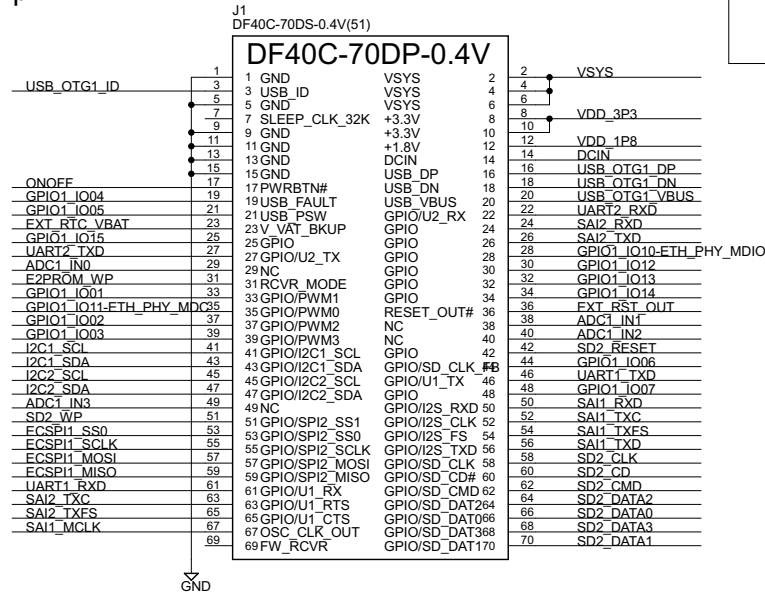 J1
DF40C-70DS-0.4V(51)
DF40C-70DP-0.4V
1 1 GND VSYS 2 2 VSYS
USB_OTG1_ID 3 3 USB_ID VSYS 4 4
5 5 GND VSYS 6 6
7 7 SLEEP_CLK_32K +3.3V 8 8 VDD_3P3
9 9 GND +3.3V 10 10
11 11 GND +1.8V 12 12 VDD_1P8
13 13 GND DCIN 14 14 DCIN
15 15 GND USB_DP 16 16 USB_OTG1_DP
ONOFF 17 17 PWRBTN# USB_DN 18 18 USB_OTG1_DN
GPIO1_IO04 19 19 USB_FAULT USB_VBUS 20 20 USB_OTG1_VBUS
GPIO1_IO05 21 21 USB_PSW GPIO/U2_RX 22 22 UART2_RXD
EXT_RTC_VBAT 23 23 V_VAT_BKUP GPIO 24 24 SAI2_RXD
GPIO1_IO15 25 25 GPIO GPIO 26 26 SAI2_TXD
UART2_TXD 27 27 GPIO/U2_TX GPIO 28 28 GPIO1_IO10-ETH_PHY_MDIO
ADC1_IN0 29 29 NC GPIO 30 30 GPIO1_IO12
E2PROM_WP 31 31 RCVR_MODE GPIO 32 32 GPIO1_IO13
GPIO1_IO01 33 33 GPIO/PWM1 GPIO 34 34 GPIO1_IO14
GPIO1_IO11-ETH_PHY_MDC 35 35 GPIO/PWM0 RESET_OUT# 36 36 EXT_RST_OUT
GPIO1_IO02 37 37 GPIO/PWM2 NC 38 38 ADC1_IN1
GPIO1_IO03 39 39 GPIO/PWM3 NC 40 40 ADC1_IN2
I2C1_SCL 41 41 GPIO/I2C1_SCL GPIO 42 42 SD2_RESET
I2C1_SDA 43 43 GPIO/I2C1_SDA GPIO/SD_CLK_FB 44 44 GPIO1_IO06
I2C2_SCL 45 45 GPIO/I2C2_SCL GPIO/U1_TX 46 46 UART1_TXD
I2C2_SDA 47 47 GPIO/I2C2_SDA GPIO 48 48 GPIO1_IO07
ADC1_IN3 49 49 NC GPIO/I2S_RXD 50 50 SAI1_RXD
SD2_WP 51 51 GPIO/SPI2_SS1 GPIO/I2S_CLK 52 52 SAI1_TXC
ECSPI1_SS0 53 53 GPIO/SPI2_SS0 GPIO/I2S_FS 54 54 SAI1_TXFS
ECSPI1_SCLK 55 55 GPIO/SPI2_SCLK GPIO/I2S_TXD 56 56 SAI1_TXD
ECSPI1_MOSI 57 57 GPIO/SPI2_MOSI GPIO/SD_CLK 58 58 SD2_CLK
ECSPI1_MISO 59 59 GPIO/SPI2_MISO GPIO/SD_CD# 60 60 SD2_CD
UART1_RXD 61 61 GPIO/U1_RX GPIO/SD_CMD 62 62 SD2_CMD
SAI2_TXC 63 63 GPIO/U1_RTS GPIO/SD_DAT2 64 64 SD2_DATA2
SAI2_TXFS 65 65 GPIO/U1_CTS GPIO/SD_DAT0 66 66 SD2_DATA0
SAI1_MCLK 67 67 OSC_CLK_OUT GPIO/SD_DAT3 68 68 SD2_DATA3
69 69 FW_RCVR GPIO/SD_DAT1 70 70 SD2_DATA1
GND